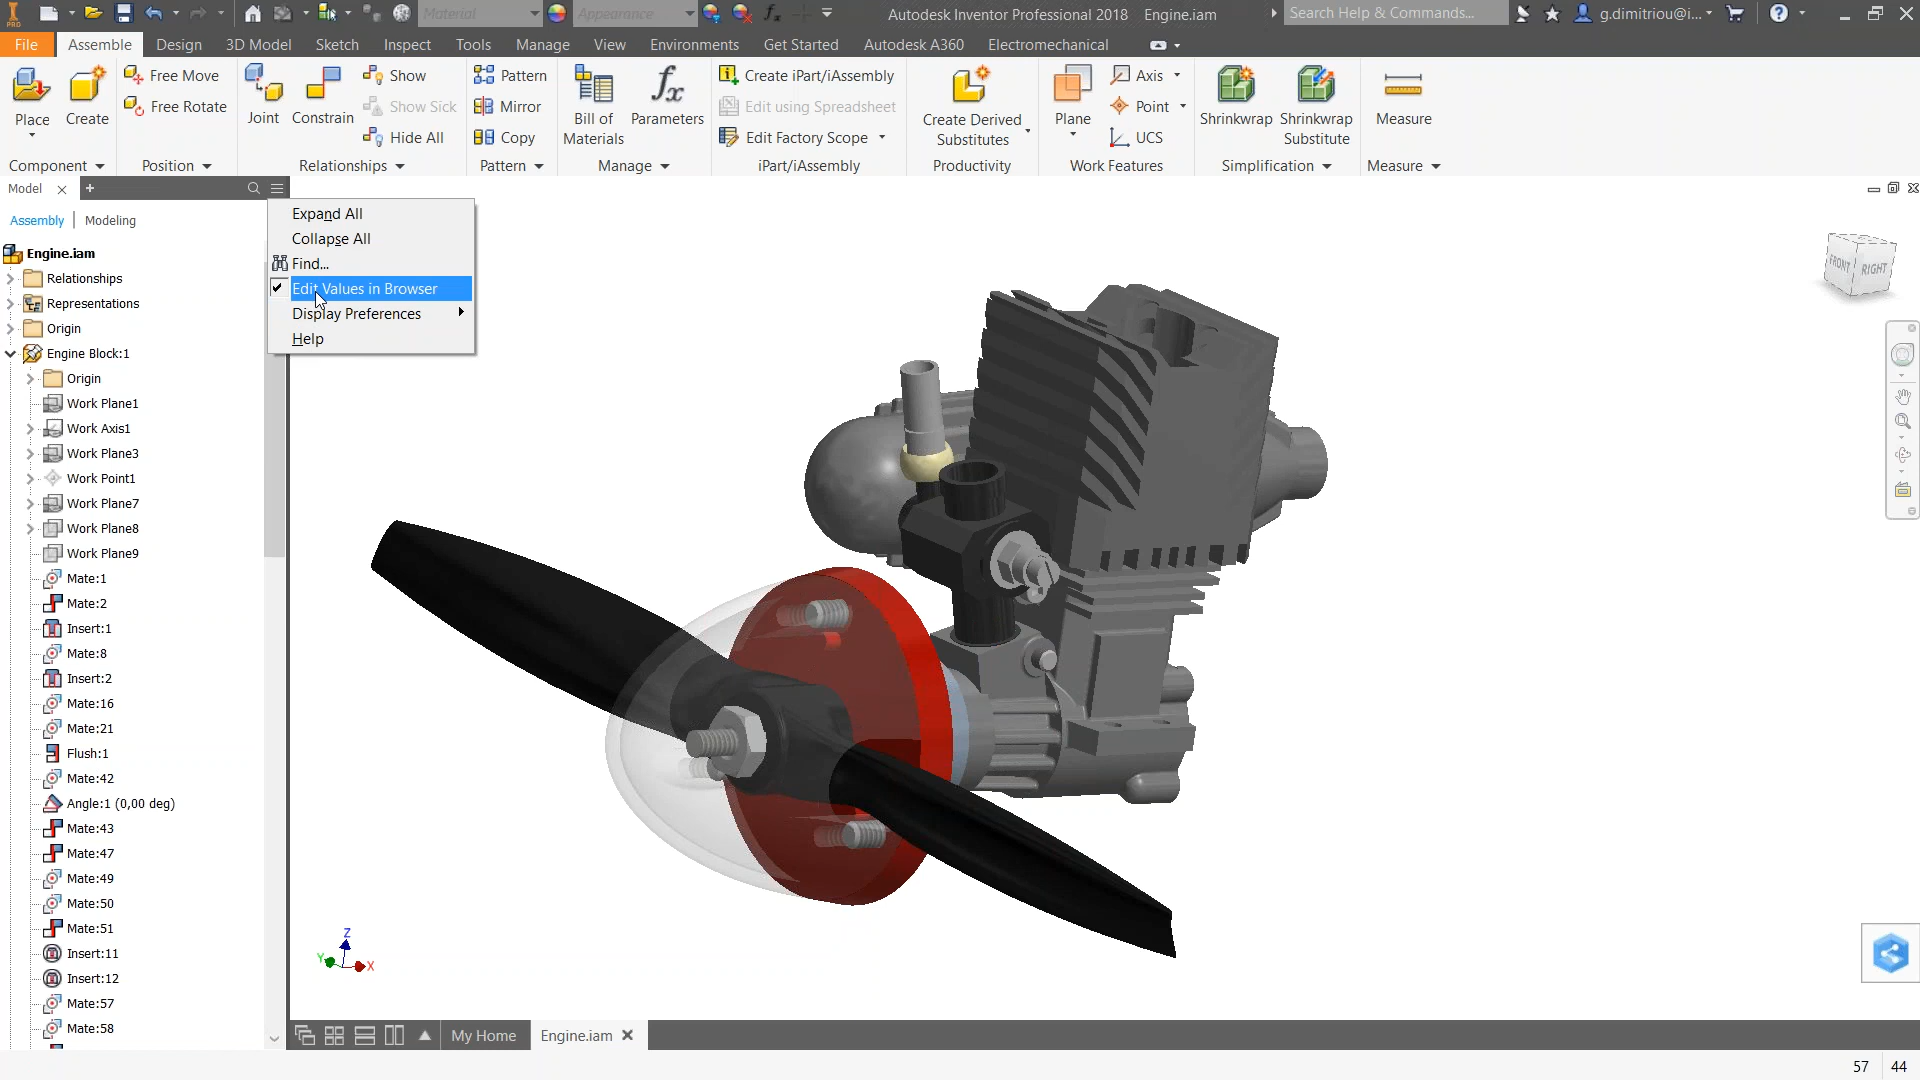 PRO Material Appearance fx Autodesk Inventor Professional 2018 Engine.iam Search Help & Commands... g.dimitriou@i...
File Assemble Design 3D Model Sketch Inspect Tools Manage View Environments Get Started Autodesk A360 Electromechanical
Place
Create
Component
Free Move
Free Rotate
Position
Joint
Constrain
Show
Show Sick
Hide All
Relationships
Pattern
Mirror
Copy
Pattern
Bill of
Materials
fx
Parameters
Manage
Create iPart/iAssembly
Edit using Spreadsheet
Edit Factory Scope
iPart/iAssembly
Create Derived
Substitutes
Productivity
Plane
Axis
Point
UCS
Work Features
Shrinkwrap
Shrinkwrap
Substitute
Simplification
Measure
Measure
Model
Assembly | Modeling
Engine.iam
Relationships
Representations
Origin
Engine Block:1
Origin
Work Plane1
Work Axis1
Work Plane3
Work Point1
Work Plane7
Work Plane8
Work Plane9
Mate:1
Mate:2
Insert:1
Mate:8
Insert:2
Mate:16
Mate:21
Flush:1
Mate:42
Angle:1 (0,00 deg)
Mate:43
Mate:47
Mate:49
Mate:50
Mate:51
Insert:11
Insert:12
Mate:57
Mate:58
Expand All
Collapse All
Find...
Edit Values in Browser
Display Preferences
Help
FRONT RIGHT
Z
Y
X
My Home Engine.iam
57 44